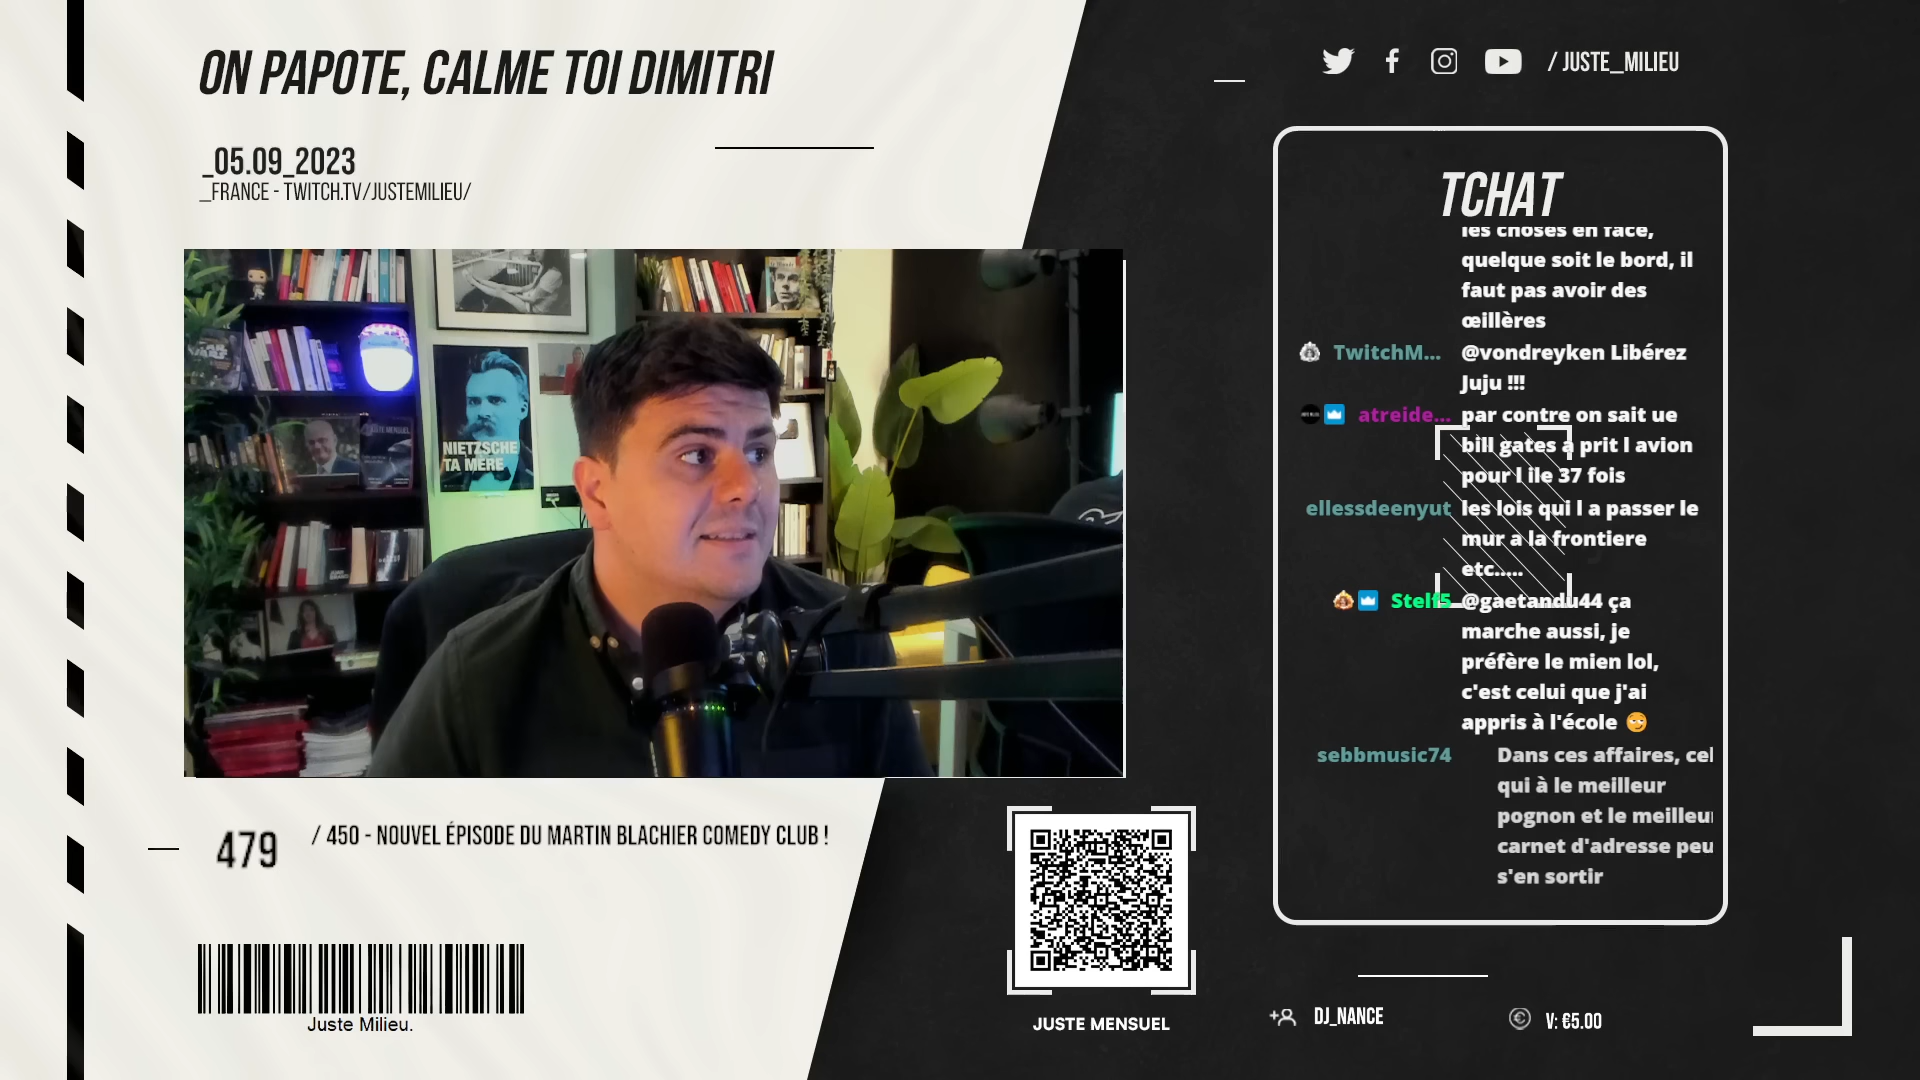 ON PAPOTE, CALME TOI DIMITRI
_05.09_2023
_FRANCE - TWITCH.TV/JUSTEMILIEU/
/ JUSTE_MILIEU
TCHAT
les choses en face,
quelque soit le bord, il
faut pas avoir des
œillères
TwitchM... @vondreyken Libérez
Juju !!!
atreide... par contre on sait ue
bill gates a prit l avion
pour l ile 37 fois
ellessdeenyut les lois qui l a passer le
mur a la frontiere
etc.....
Stelf5 @gaetandu44 ça
marche aussi, je
préfère le mien lol,
c'est celui que j'ai
appris à l'école 🙄
sebbmusic74 Dans ces affaires, cel
qui à le meilleur
pognon et le meilleur
carnet d'adresse peu
s'en sortir
NIETZSCHE
TA MÈRE
479 / 450 - NOUVEL ÉPISODE DU MARTIN BLACHIER COMEDY CLUB !
Juste Milieu.
JUSTE MENSUEL
DJ_NANCE
V: €5.00